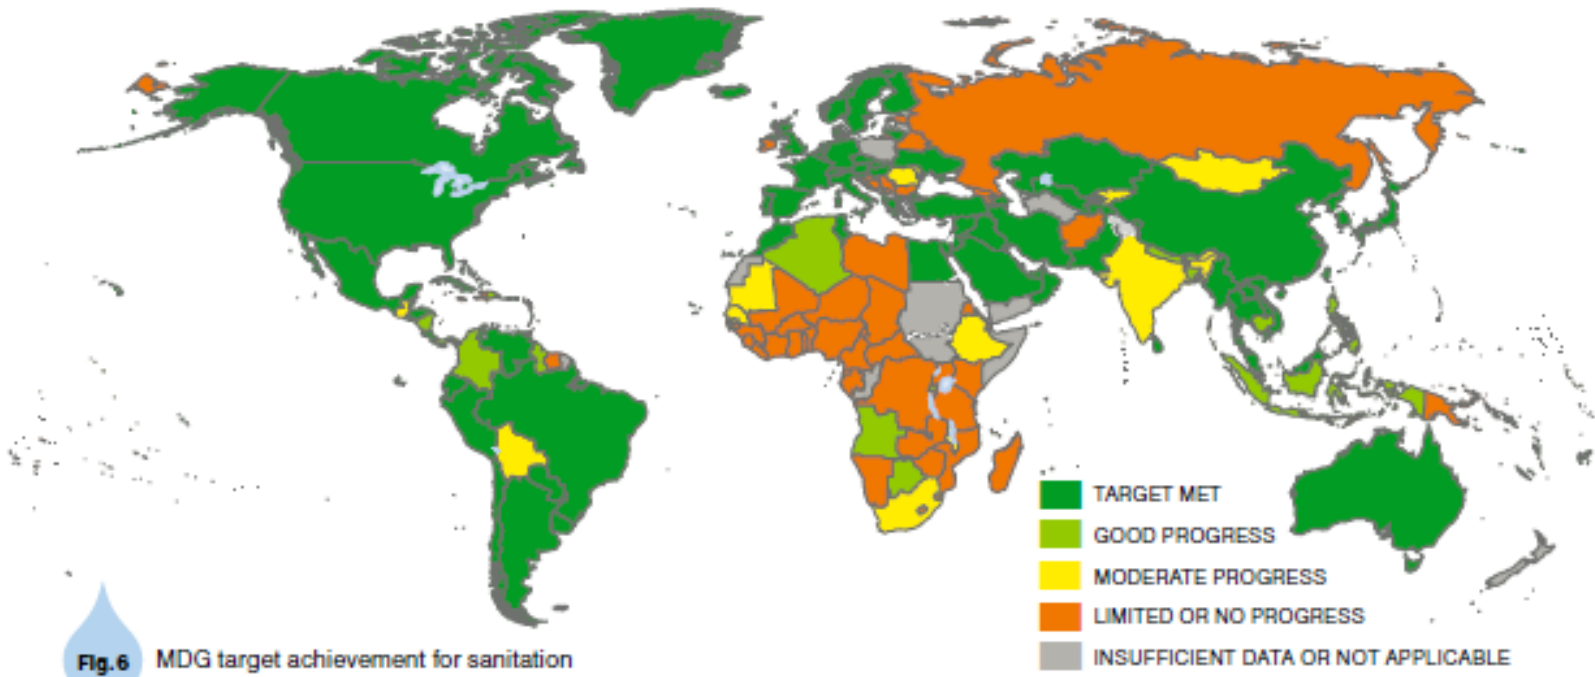 TARGET MET
GOOD PROGRESS
MODERATE PROGRESS
LIMITED OR NO PROGRESS
INSUFFICIENT DATA OR NOT APPLICABLE
Fig. 6 MDG target achievement for sanitation